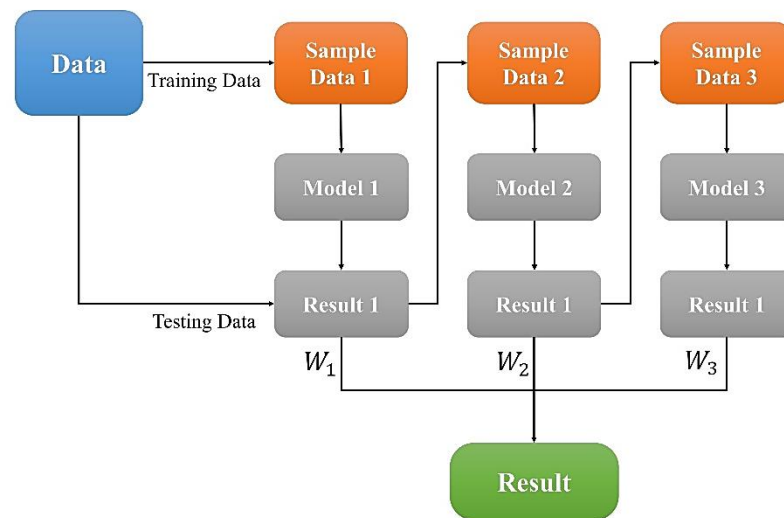 Data
Training Data
Sample
Data 1
Sample
Data 2
Sample
Data 3
Model 1
Model 2
Model 3
Testing Data
Result 1
Result 1
Result 1
W₁
W₂
W₃
Result